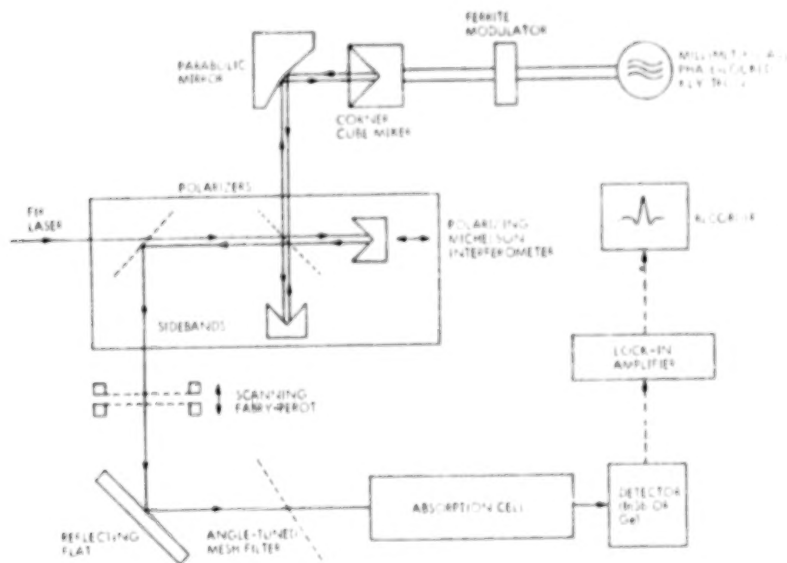 FERRITE
MODULATOR
PARABOLIC
MIRROR
CORNER
CUBE MIXER
POLARIZERS
FIR
LASER
POLARIZING
MICHELSON
INTERFEROMETER
RECORDER
SIDEBANDS
LOCK-IN
AMPLIFIER
SCANNING
FABRY-PEROT
REFLECTING
FLAT
ANGLE-TUNED
MESH FILTER
ABSORPTION CELL
DETECTOR
OR